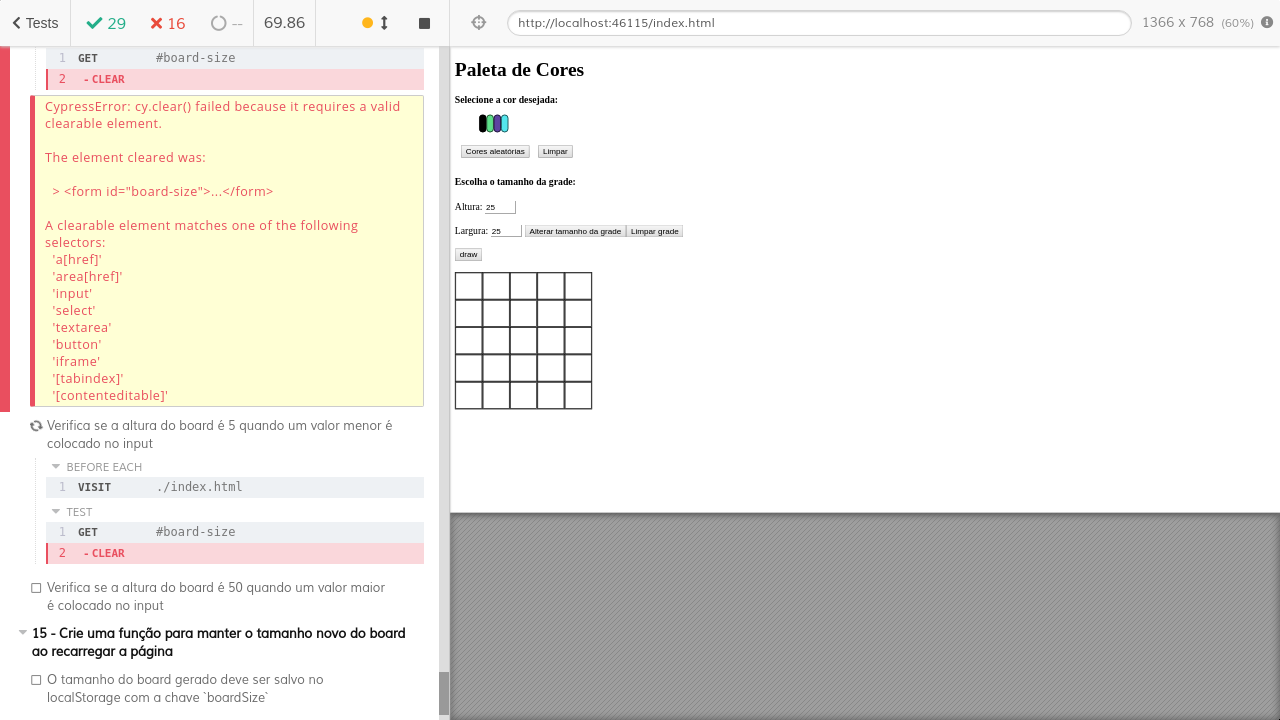 Tests
29
16
--
69.86
http://localhost:46115/index.html
1366 x 768 (60%)
1 GET #board-size
2 -CLEAR
CypressError: cy.clear() failed because it requires a valid
clearable element.
The element cleared was:
> <form id="board-size">...</form>
A clearable element matches one of the following
selectors:
'a[href]'
'area[href]'
'input'
'select'
'textarea'
'button'
'iframe'
'[tabindex]'
'[contenteditable]'
Verifica se a altura do board é 5 quando um valor menor é
colocado no input
BEFORE EACH
1 VISIT ./index.html
TEST
1 GET #board-size
2 -CLEAR
Verifica se a altura do board é 50 quando um valor maior
é colocado no input
15 - Crie uma função para manter o tamanho novo do board
ao recarregar a página
O tamanho do board gerado deve ser salvo no
localStorage com a chave `boardSize`
Paleta de Cores
Selecione a cor desejada:
Cores aleatórias Limpar
Escolha o tamanho da grade:
Altura: 25
Largura: 25 Alterar tamanho da grade Limpar grade
draw